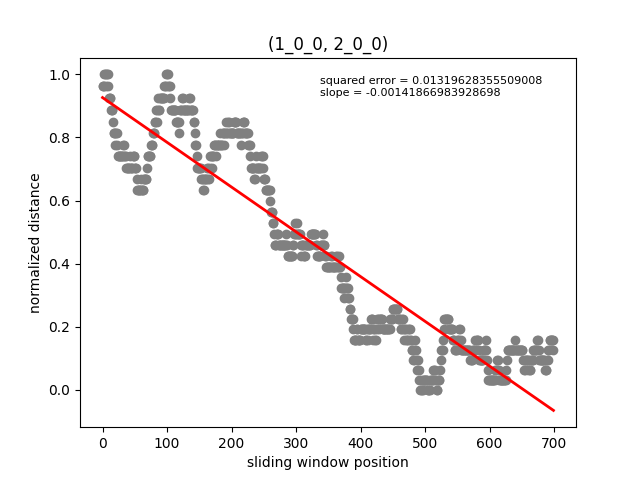 (1_0_0, 2_0_0)
squared error = 0.01319628355509008
slope = -0.00141866983928698
normalized distance
1.0
0.8
0.6
0.4
0.2
0.0
0 100 200 300 400 500 600 700
sliding window position